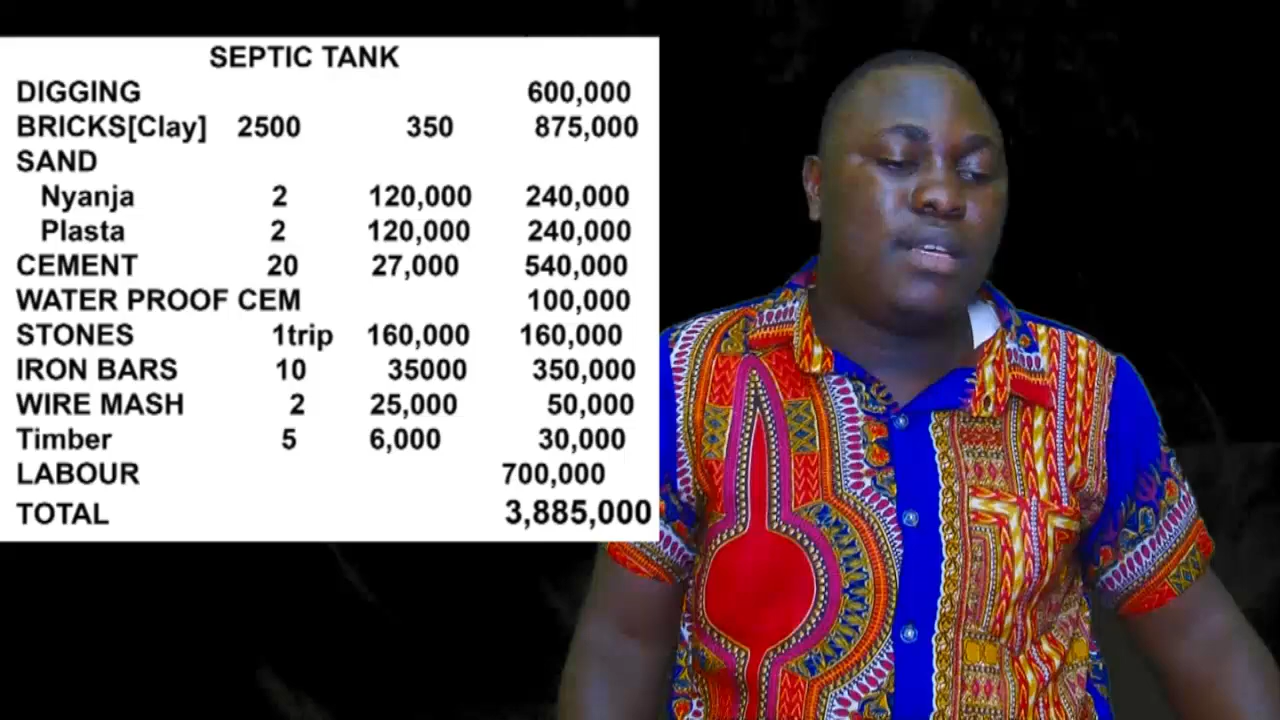 SEPTIC TANK
DIGGING 600,000
BRICKS[Clay] 2500 350 875,000
SAND
Nyanja 2 120,000 240,000
Plasta 2 120,000 240,000
CEMENT 20 27,000 540,000
WATER PROOF CEM 100,000
STONES 1trip 160,000 160,000
IRON BARS 10 35000 350,000
WIRE MASH 2 25,000 50,000
Timber 5 6,000 30,000
LABOUR 700,000
TOTAL 3,885,000